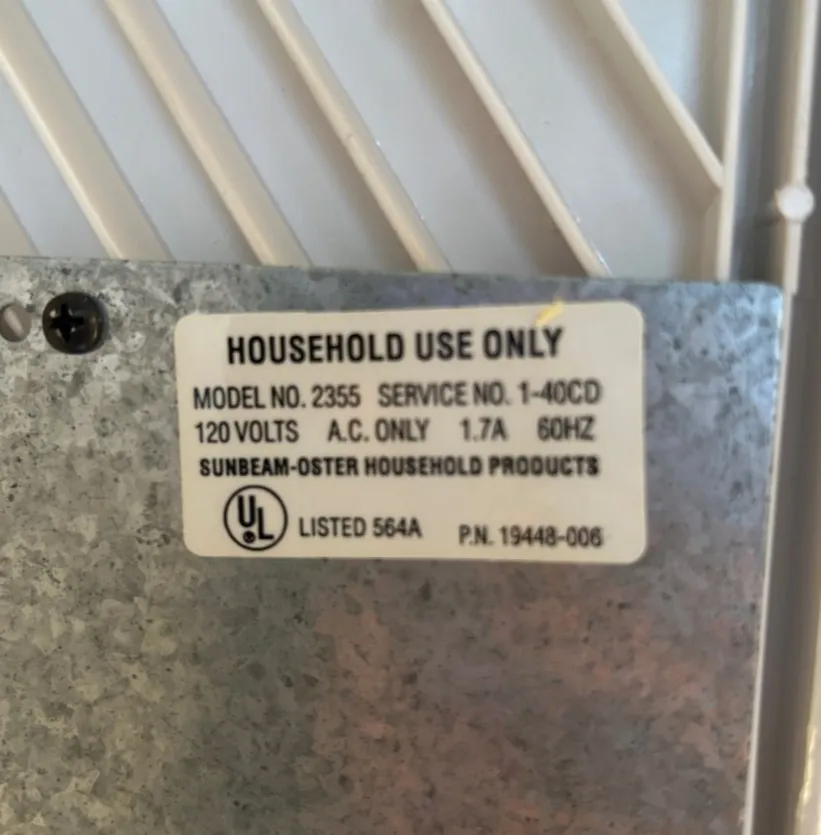 HOUSEHOLD USE ONLY
MODEL NO. 2355 SERVICE NO. 1-40CD
120 VOLTS A.C. ONLY 1.7A 60HZ
SUNBEAM-OSTER HOUSEHOLD PRODUCTS
UL® LISTED 564A P.N. 19448-006